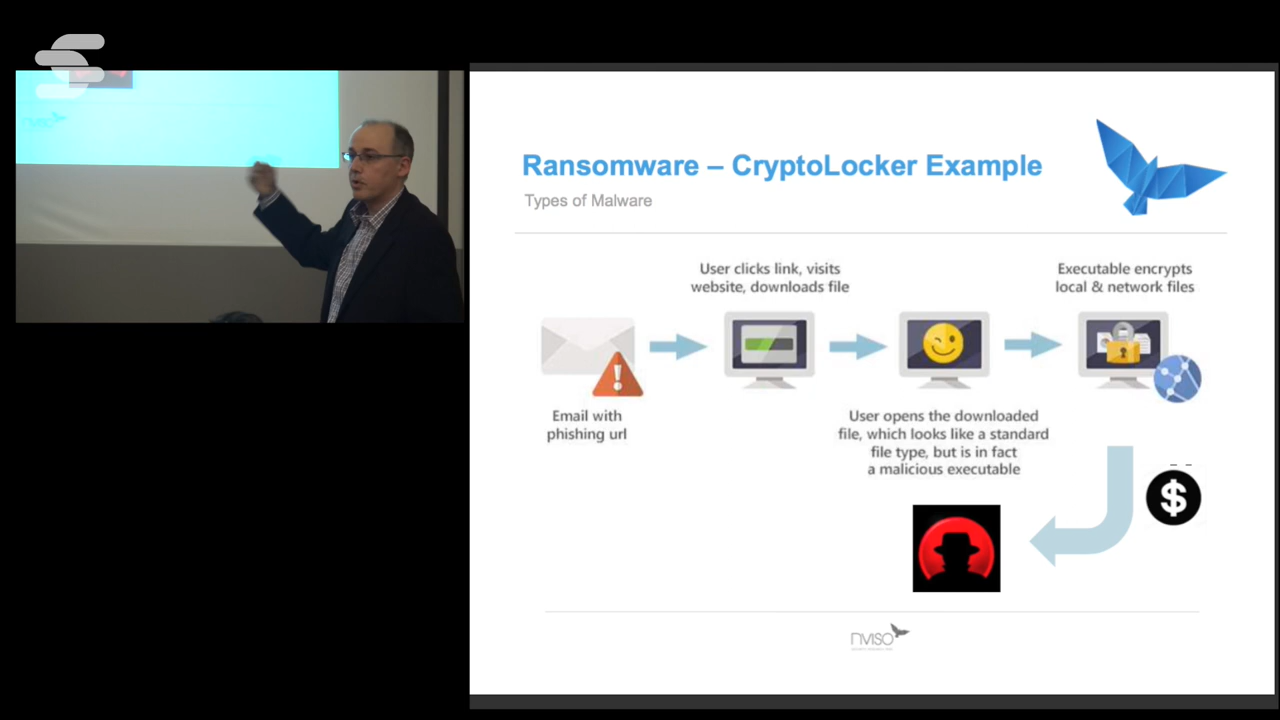 Ransomware – CryptoLocker Example
Types of Malware
User clicks link, visits
website, downloads file
Executable encrypts
local & network files
Email with
phishing url
User opens the downloaded
file, which looks like a standard
file type, but is in fact
a malicious executable
$
NVISO